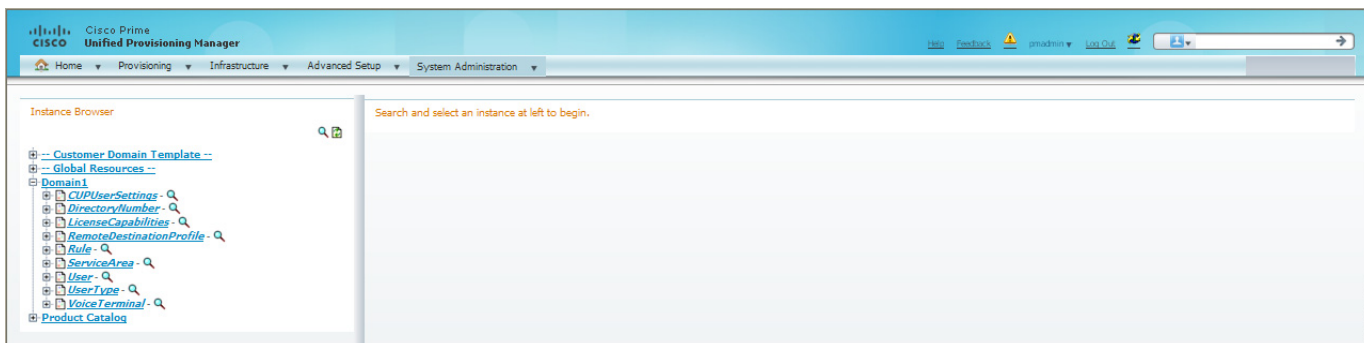 Cisco Prime
CISCO Unified Provisioning Manager
Help Feedback pmadmin Log Out
Home Provisioning Infrastructure Advanced Setup System Administration
Instance Browser
Search and select an instance at left to begin.
-- Customer Domain Template --
-- Global Resources --
Domain1
CUPUserSettings -
DirectoryNumber -
LicenseCapabilities -
RemoteDestinationProfile -
Rule -
ServiceArea -
User -
UserType -
VoiceTerminal -
Product Catalog